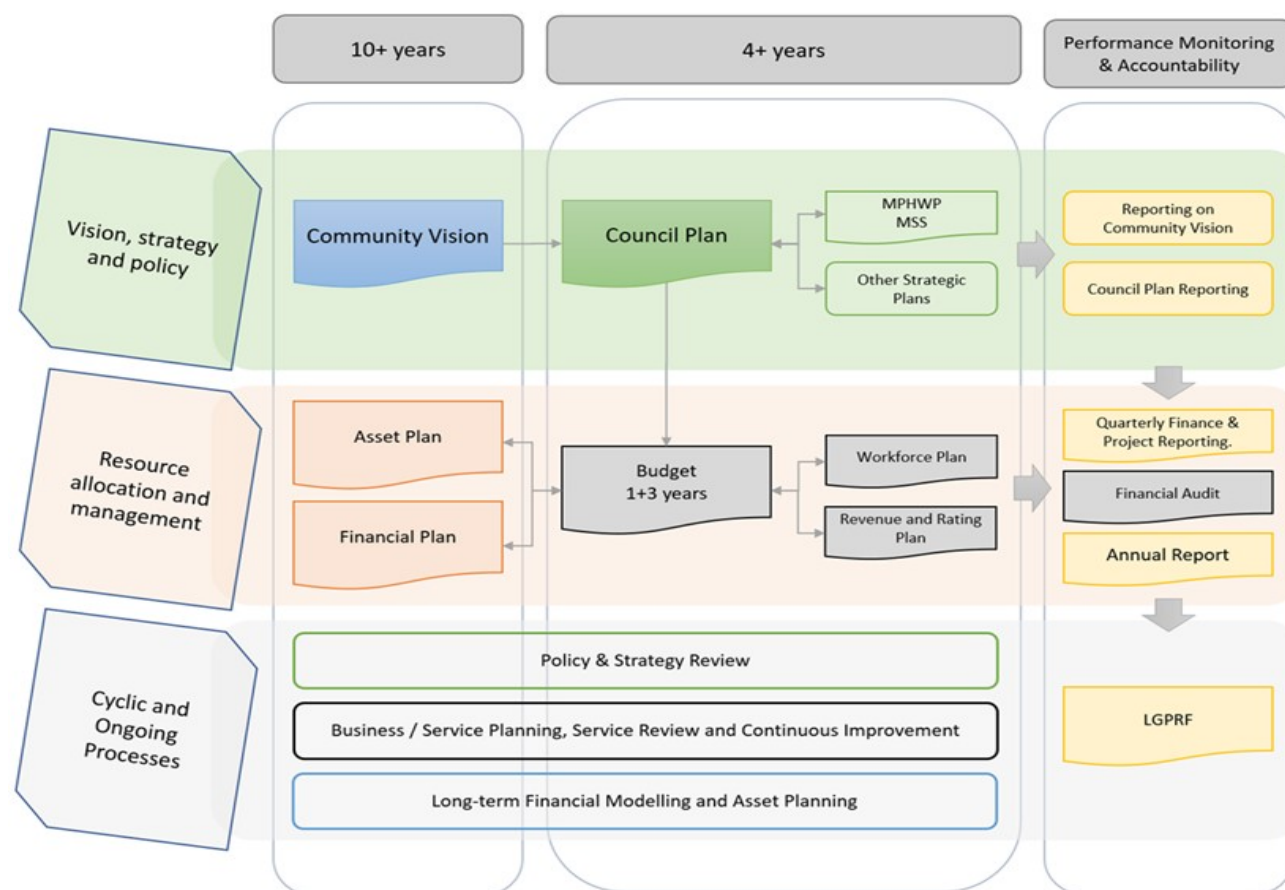 10+ years
4+ years
Performance Monitoring
& Accountability
Vision, strategy
and policy
Community Vision
Council Plan
MPHWP
MSS
Other Strategic
Plans
Reporting on
Community Vision
Council Plan Reporting
Resource
allocation and
management
Asset Plan
Financial Plan
Budget
1+3 years
Workforce Plan
Revenue and Rating
Plan
Quarterly Finance &
Project Reporting.
Financial Audit
Annual Report
Cyclic and
Ongoing
Processes
Policy & Strategy Review
Business / Service Planning, Service Review and Continuous Improvement
Long-term Financial Modelling and Asset Planning
LGPRF